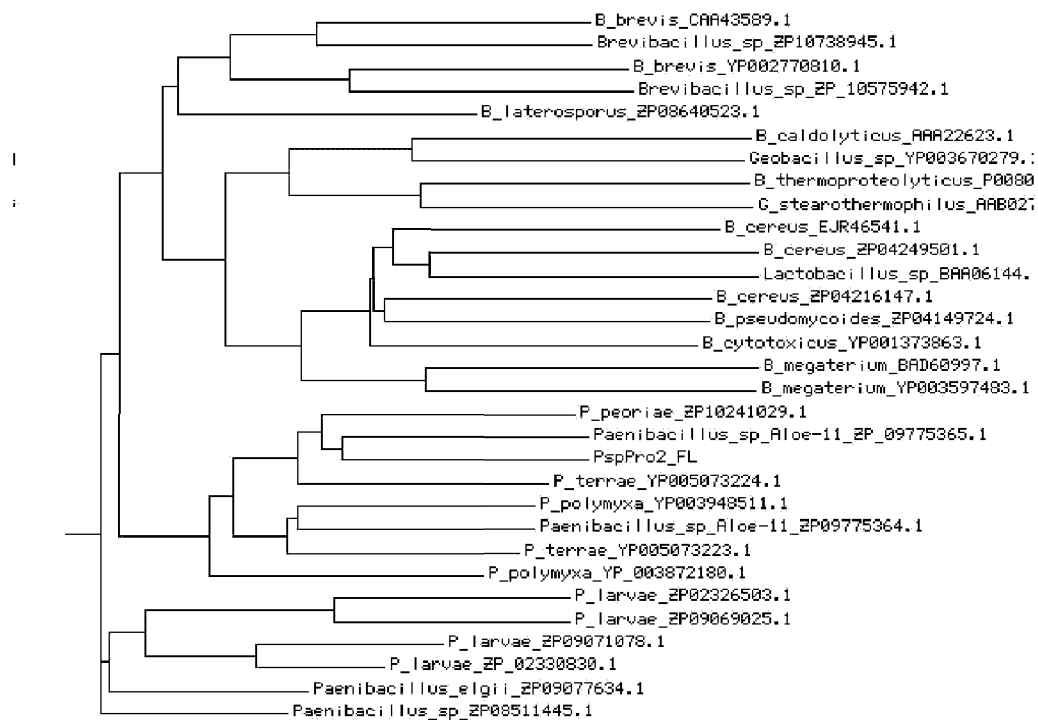 B_brevis_CAA43589.1
Brevibacillus_sp_ZP10738945.1
B_brevis_YP002770810.1
Brevibacillus_sp_ZP_10575942.1
B_laterosporus_ZP08640523.1
B_caldolyticus_AAA22623.1
Geobacillus_sp_YP003670279.
B_thermoproteolyticus_P0080
G_stearothermophilus_AAB027
B_cereus_EJR46541.1
B_cereus_ZP04249501.1
Lactobacillus_sp_BAA06144.
B_cereus_ZP04216147.1
B_pseudomycoides_ZP04149724.1
B_cytotoxicus_YP001373863.1
B_megaterium_BAD60997.1
B_megaterium_YP003597483.1
P_peoriae_ZP10241029.1
Paenibacillus_sp_Aloe-11_ZP_09775365.1
PspPro2_FL
P_terrae_YP005073224.1
P_polymyxa_YP003948511.1
Paenibacillus_sp_Aloe-11_ZP09775364.1
P_terrae_YP005073223.1
P_polymyxa_YP_003872180.1
P_larvae_ZP02326503.1
P_larvae_ZP09069025.1
P_larvae_ZP09071078.1
P_larvae_ZP_02330830.1
Paenibacillus_elgii_ZP09077634.1
Paenibacillus_sp_ZP08511445.1